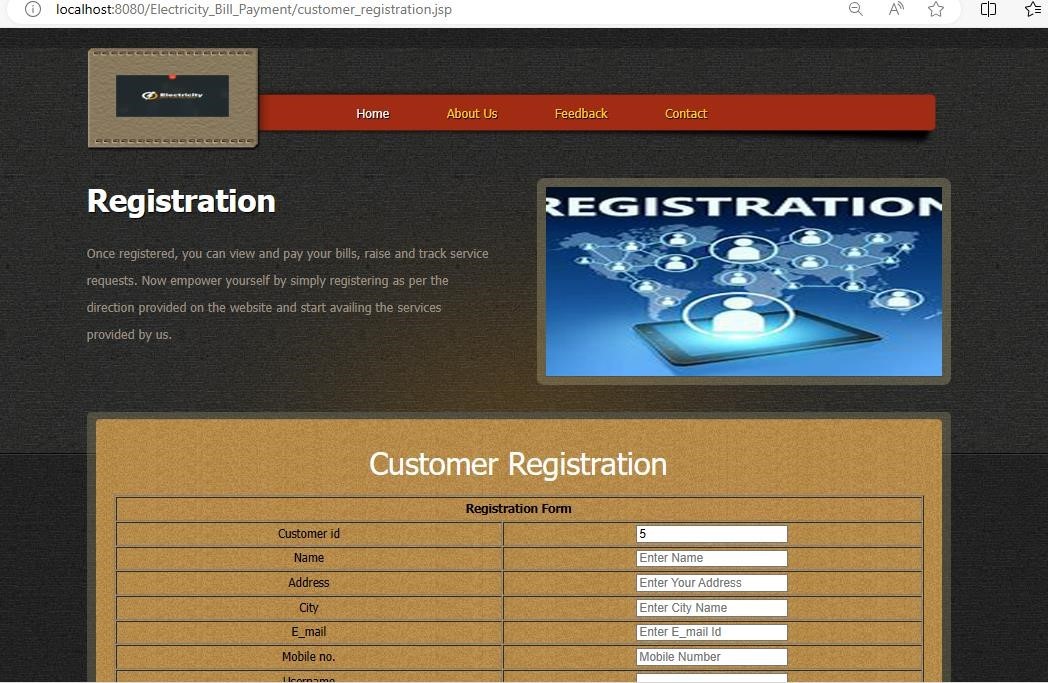 localhost:8080/Electricity_Bill_Payment/customer_registration.jsp
Electricity
Home About Us Feedback Contact
Registration
REGISTRATION
Once registered, you can view and pay your bills, raise and track service
requests. Now empower yourself by simply registering as per the
direction provided on the website and start availing the services
provided by us.
Customer Registration
Registration Form
Customer id 5
Name Enter Name
Address Enter Your Address
City Enter City Name
E_mail Enter E_mail Id
Mobile no. Mobile Number
Username